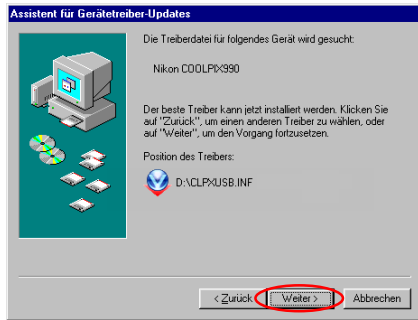 Assistent für Gerätetreiber-Updates
Die Treiberdatei für folgendes Gerät wird gesucht:
Nikon COOLPIX990
Der beste Treiber kann jetzt installiert werden. Klicken Sie
auf "Zurück", um einen anderen Treiber zu wählen, oder
auf "Weiter", um den Vorgang fortzusetzen.
Position des Treibers:
D:\CLPXUSB.INF
< Zurück
Weiter >
Abbrechen